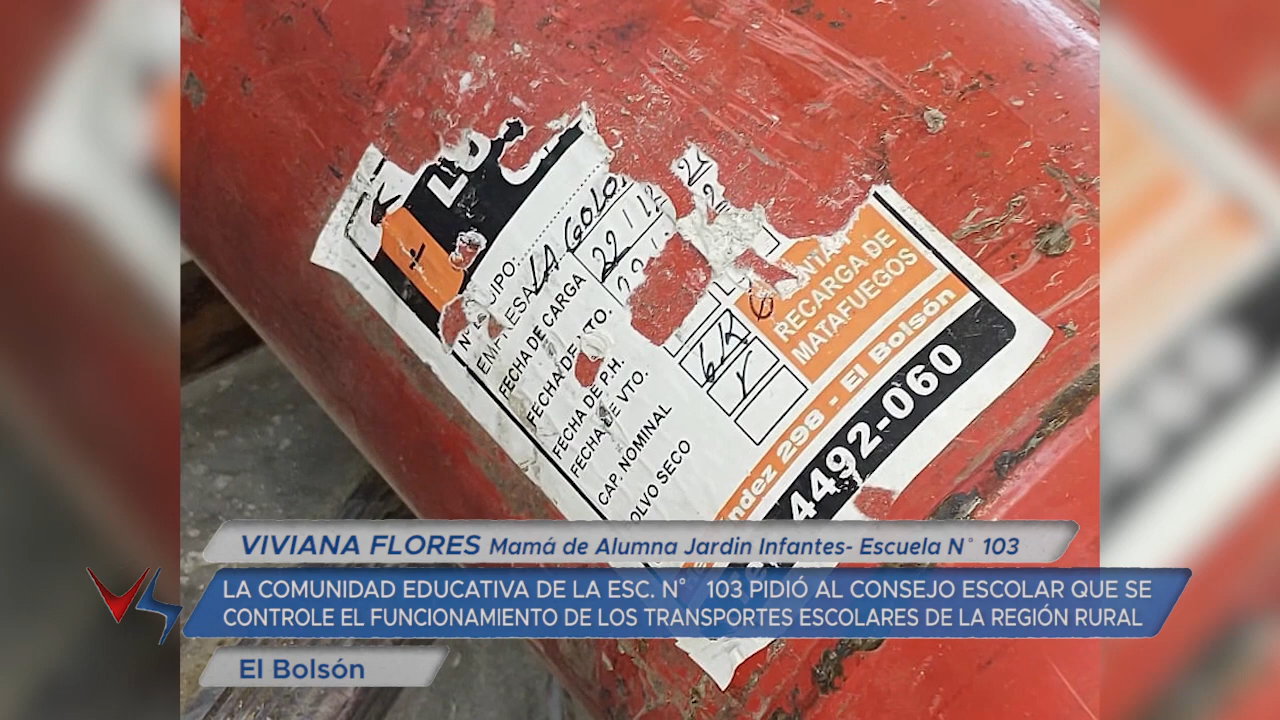 EMPRESA LA GOLO
FECHA DE CARGA 22/12
FECHA DE
FECHA DE P.H.
FECHA DE VTO.
CAP. NOMINAL
SECO
RECARGA DE
MATAFUEGOS
298 - El Bolsón
4492-060
VIVIANA FLORES Mamá de Alumna Jardin Infantes- Escuela N° 103
LA COMUNIDAD EDUCATIVA DE LA ESC. N° 103 PIDIÓ AL CONSEJO ESCOLAR QUE SE
CONTROLE EL FUNCIONAMIENTO DE LOS TRANSPORTES ESCOLARES DE LA REGIÓN RURAL
El Bolsón